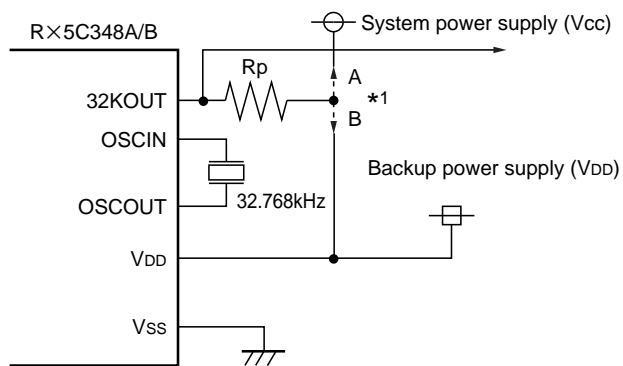 R×5C348A/B
System power supply (Vcc)
Rp
A
32KOUT
*1
B
OSCIN
Backup power supply (VDD)
OSCOUT
32.768kHz
VDD
VSS